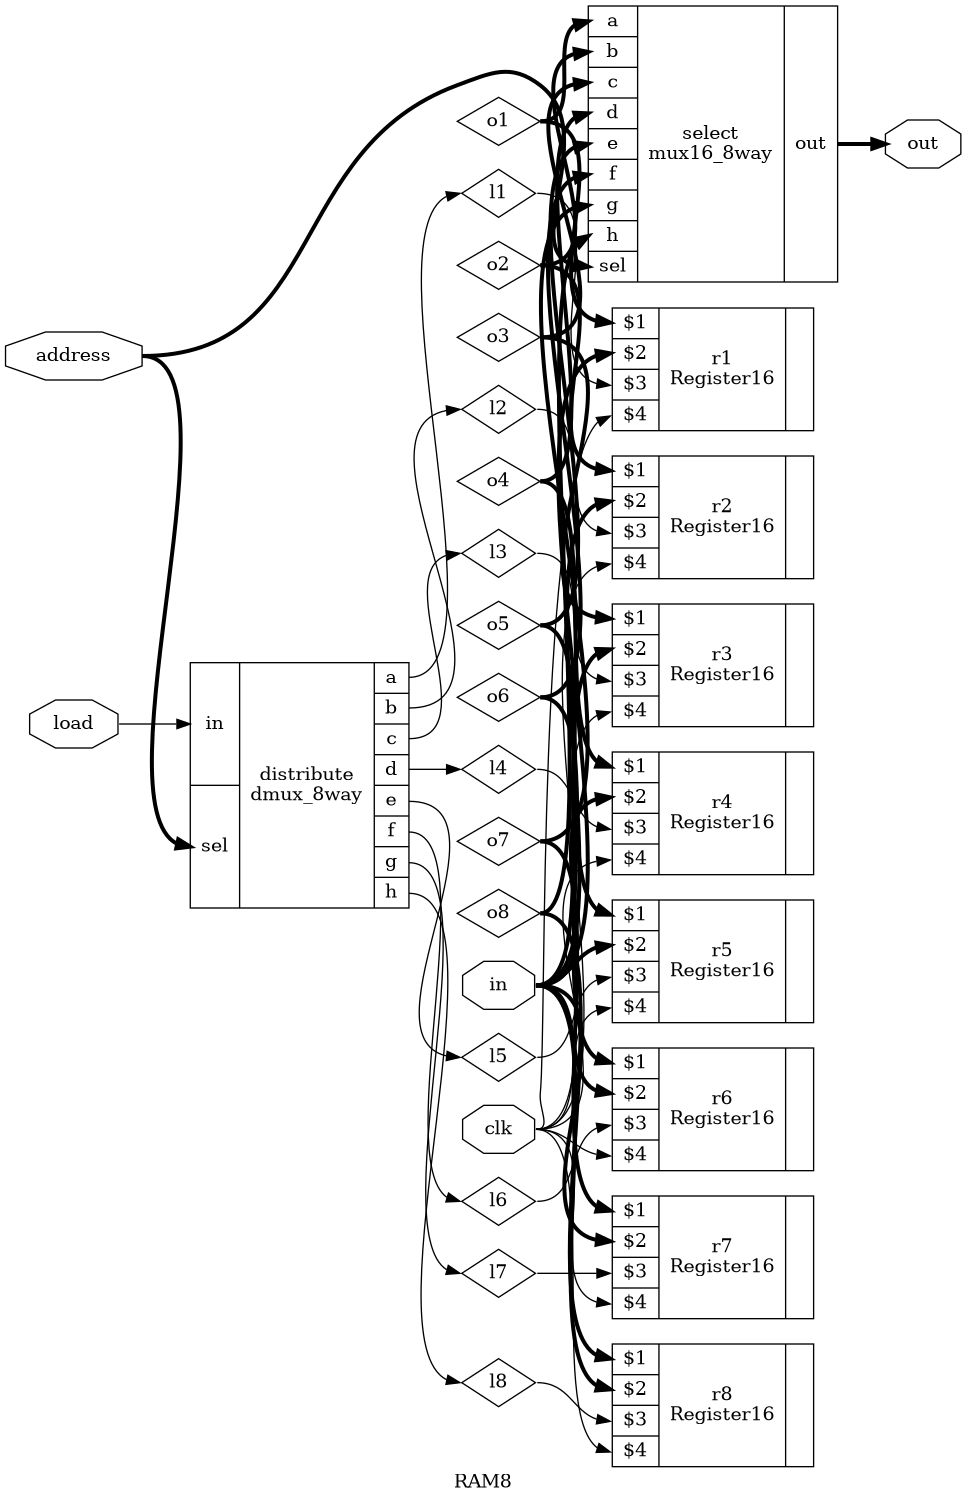 a
b
c
d
e
f
g
h
sel
select
mux16_8way
out
out
o1
l1
o2
o3
l2
o4
l3
o5
o6
l4
o7
o8
in
l5
clk
l6
l7
l8
address
load
in
sel
distribute
dmux_8way
a
b
c
d
e
f
g
h
$1
$2
$3
$4
r1
Register16
$1
$2
$3
$4
r2
Register16
$1
$2
$3
$4
r3
Register16
$1
$2
$3
$4
r4
Register16
$1
$2
$3
$4
r5
Register16
$1
$2
$3
$4
r6
Register16
$1
$2
$3
$4
r7
Register16
$1
$2
$3
$4
r8
Register16
RAM8